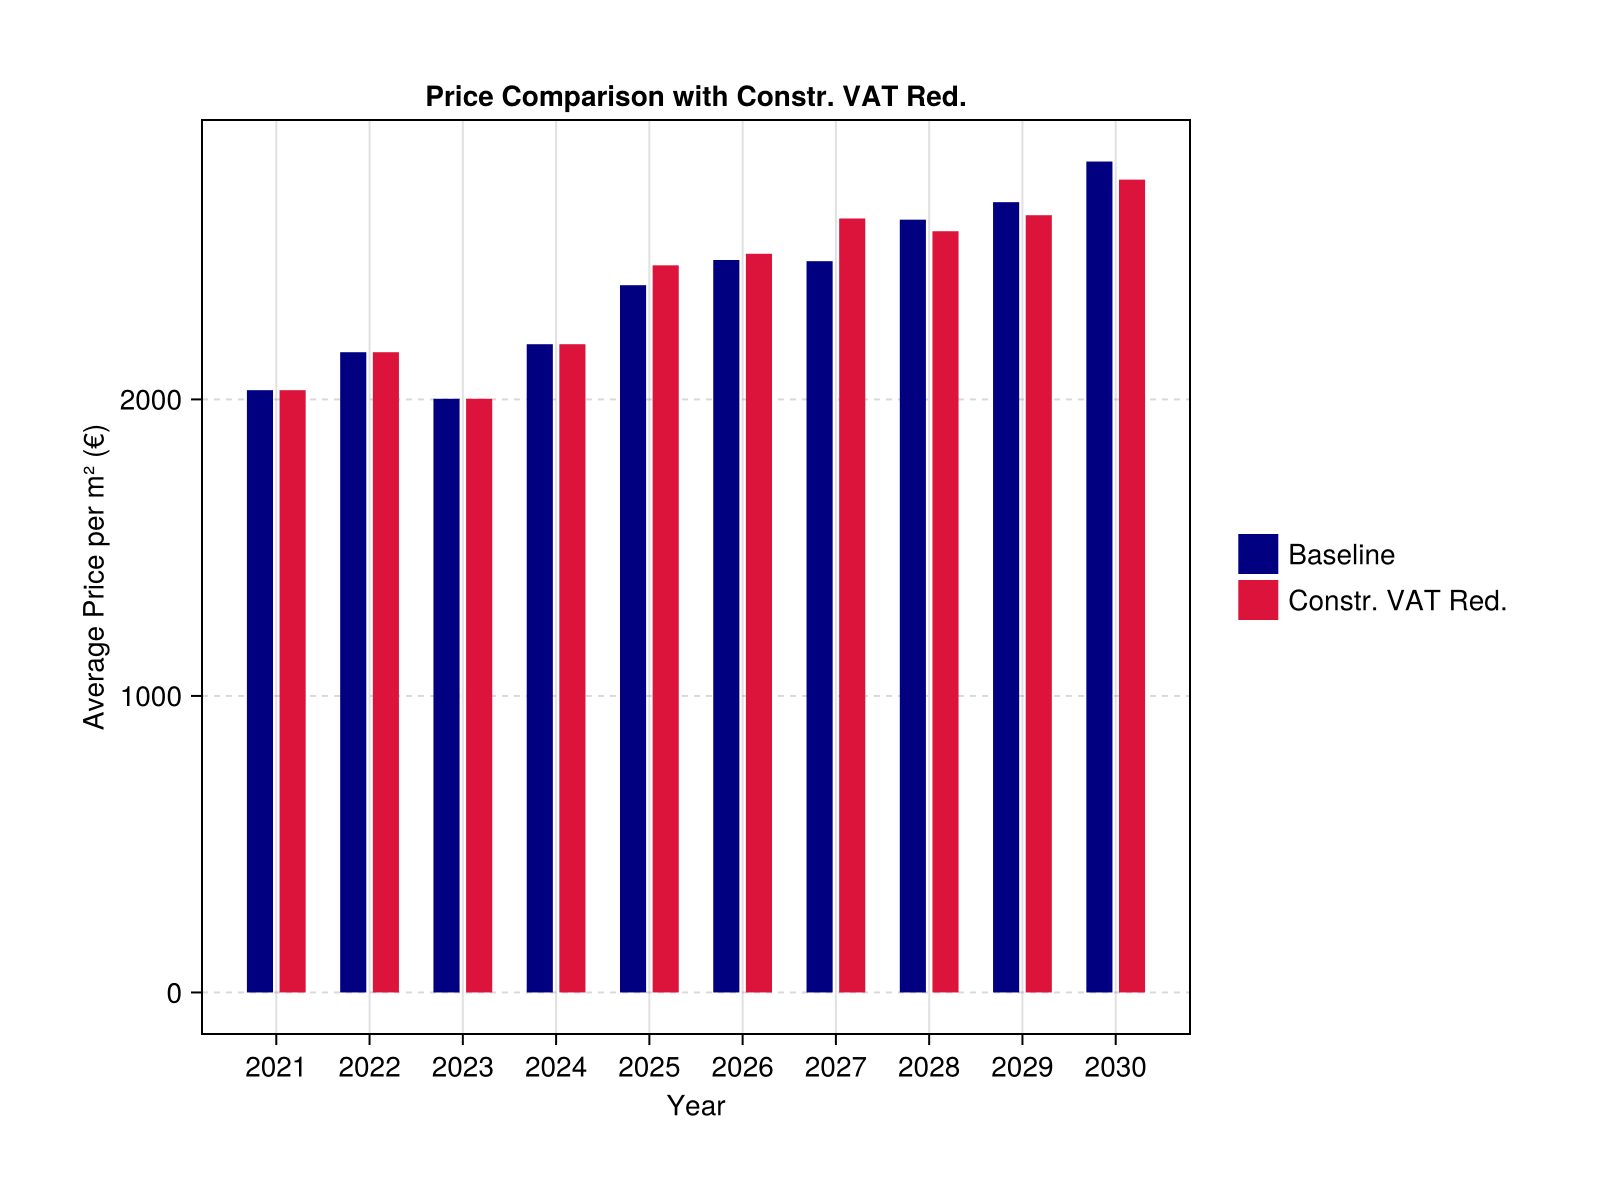 Price Comparison with Constr. VAT Red.
Average Price per m² (€)
2000
1000
0
2021 2022 2023 2024 2025 2026 2027 2028 2029 2030
Year
Baseline
Constr. VAT Red.